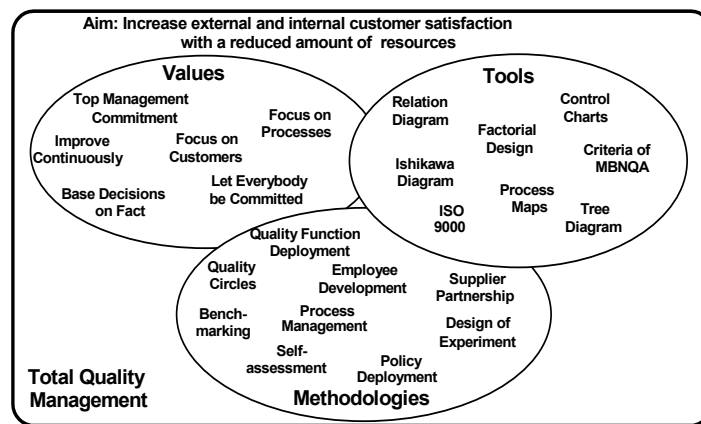 Aim: Increase external and internal customer satisfaction
with a reduced amount of resources
Values
Top Management
Commitment
Focus on
Processes
Improve
Continuously
Focus on
Customers
Base Decisions
on Fact
Let Everybody
be Committed
Tools
Relation
Diagram
Control
Charts
Factorial
Design
Ishikawa
Diagram
Criteria of
MBNQA
Process
Maps
ISO
9000
Tree
Diagram
Quality Function
Deployment
Quality
Circles
Employee
Development
Supplier
Partnership
Bench-
marking
Process
Management
Design of
Experiment
Self-
assessment
Policy
Deployment
Methodologies
Total Quality
Management